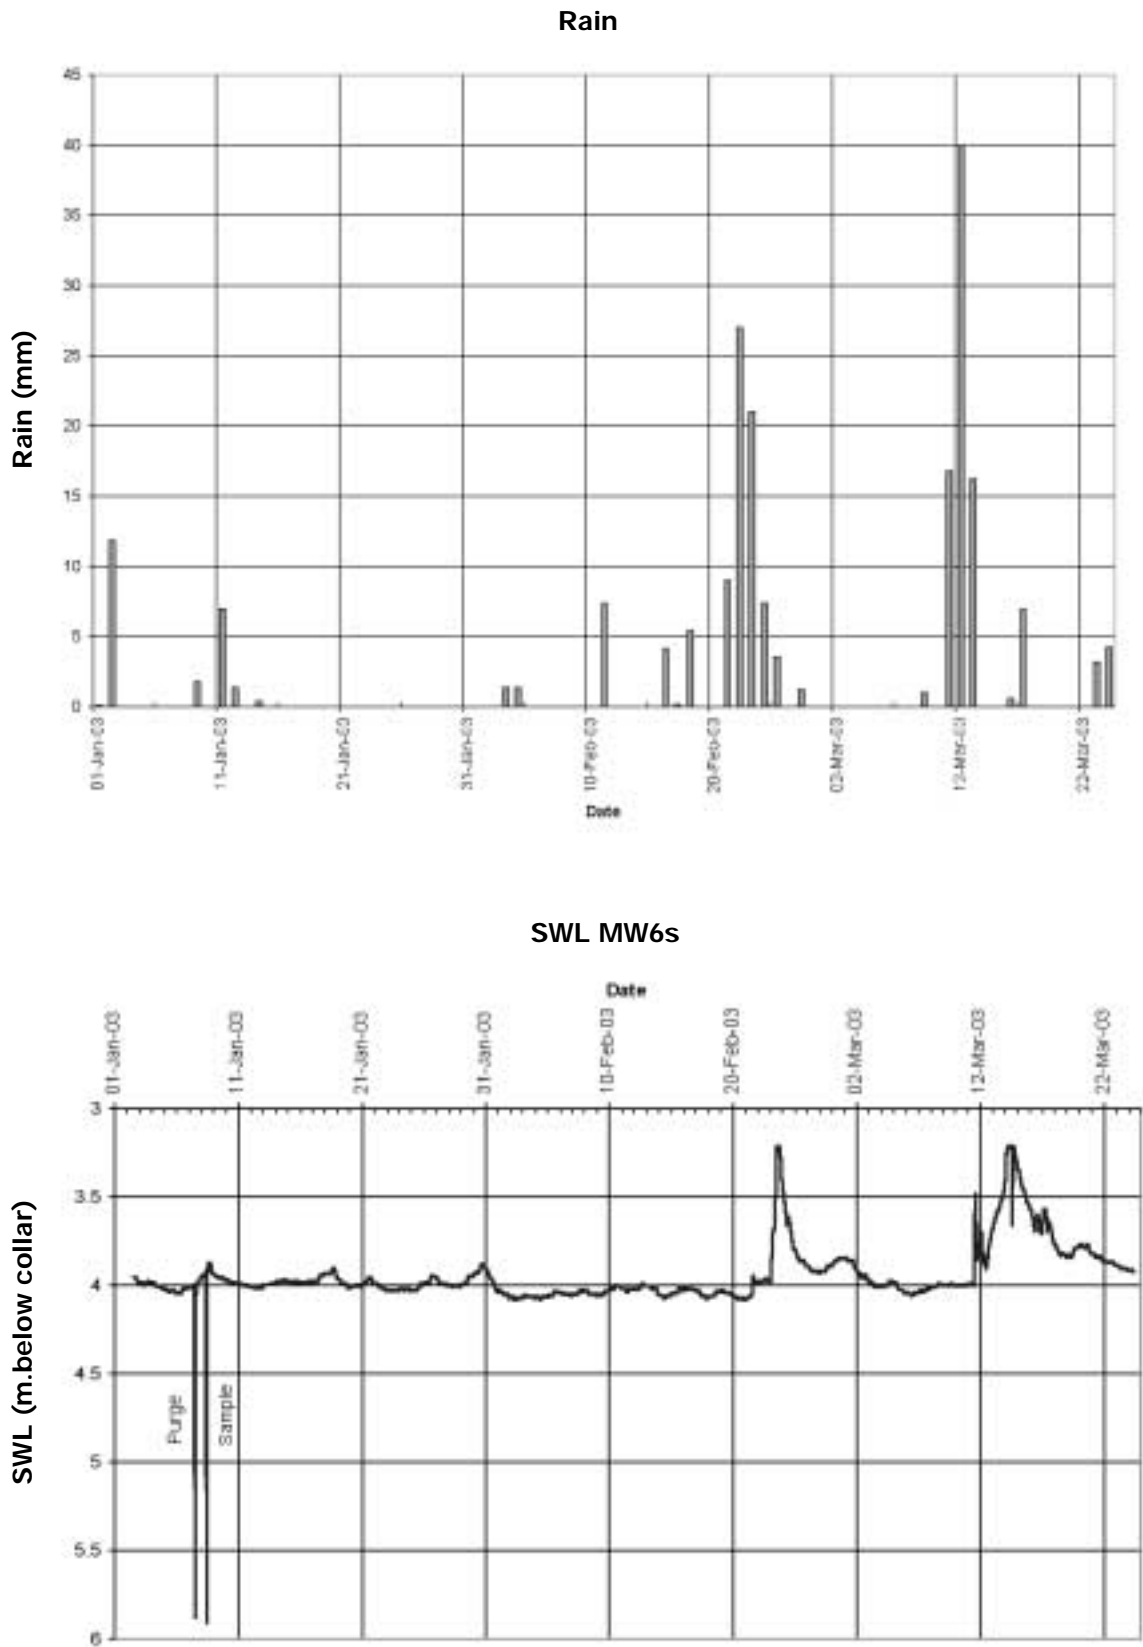 Rain
45
40
35
30
25
20
15
10
5
0
Rain (mm)
01-Jan-03
11-Jan-03
21-Jan-03
31-Jan-03
10-Feb-03
20-Feb-03
02-Mar-03
12-Mar-03
22-Mar-03
Date
SWL MW6s
Date
01-Jan-03
11-Jan-03
21-Jan-03
31-Jan-03
10-Feb-03
20-Feb-03
02-Mar-03
12-Mar-03
22-Mar-03
3
3.5
4
4.5
5
5.5
6
SWL (m.below collar)
Purge
Sample